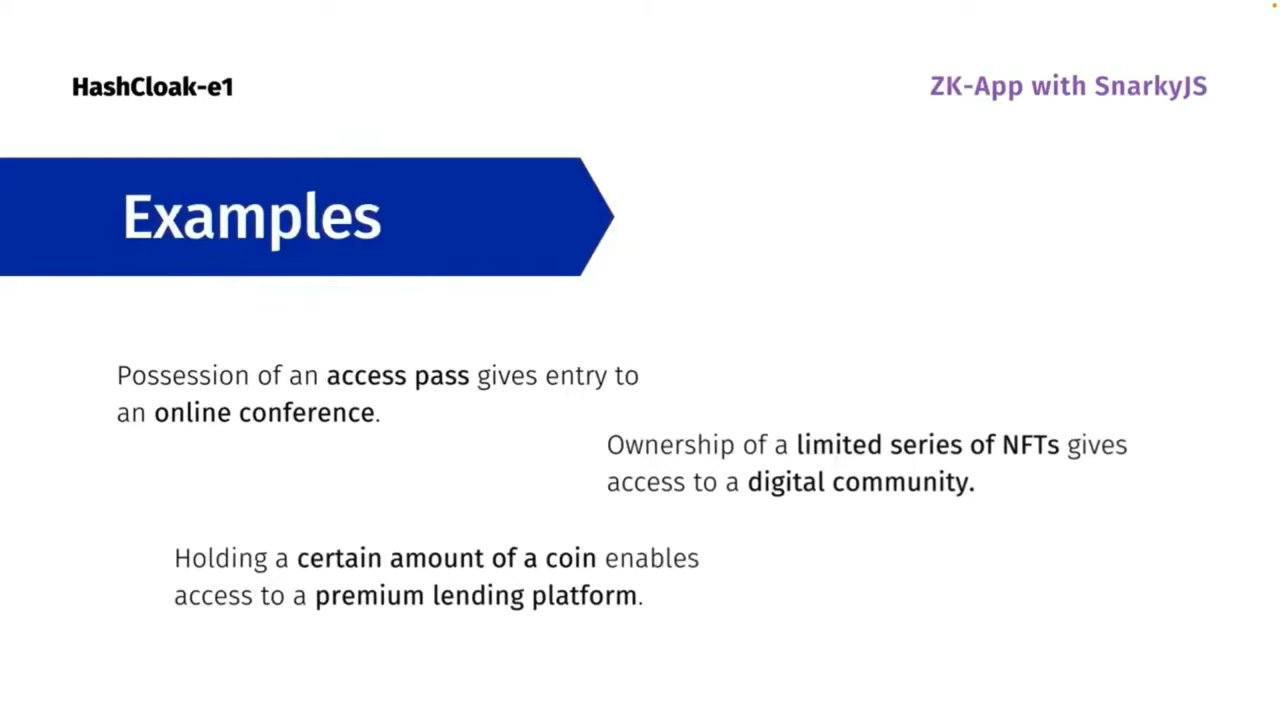 HashCloak-e1
ZK-App with SnarkyJS
Examples
Possession of an access pass gives entry to
an online conference.
Ownership of a limited series of NFTs gives
access to a digital community.
Holding a certain amount of a coin enables
access to a premium lending platform.